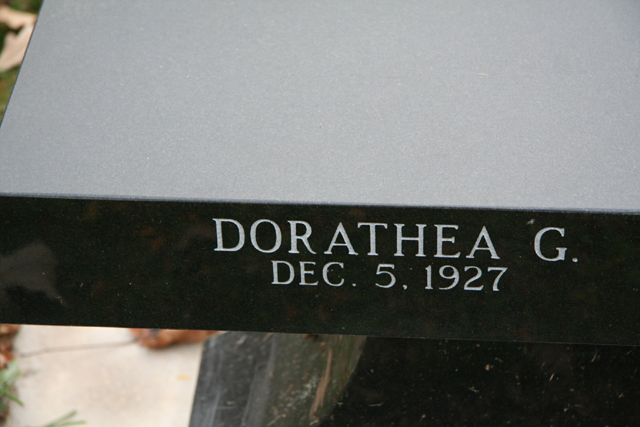 DORATHEA G.
DEC. 5, 1927